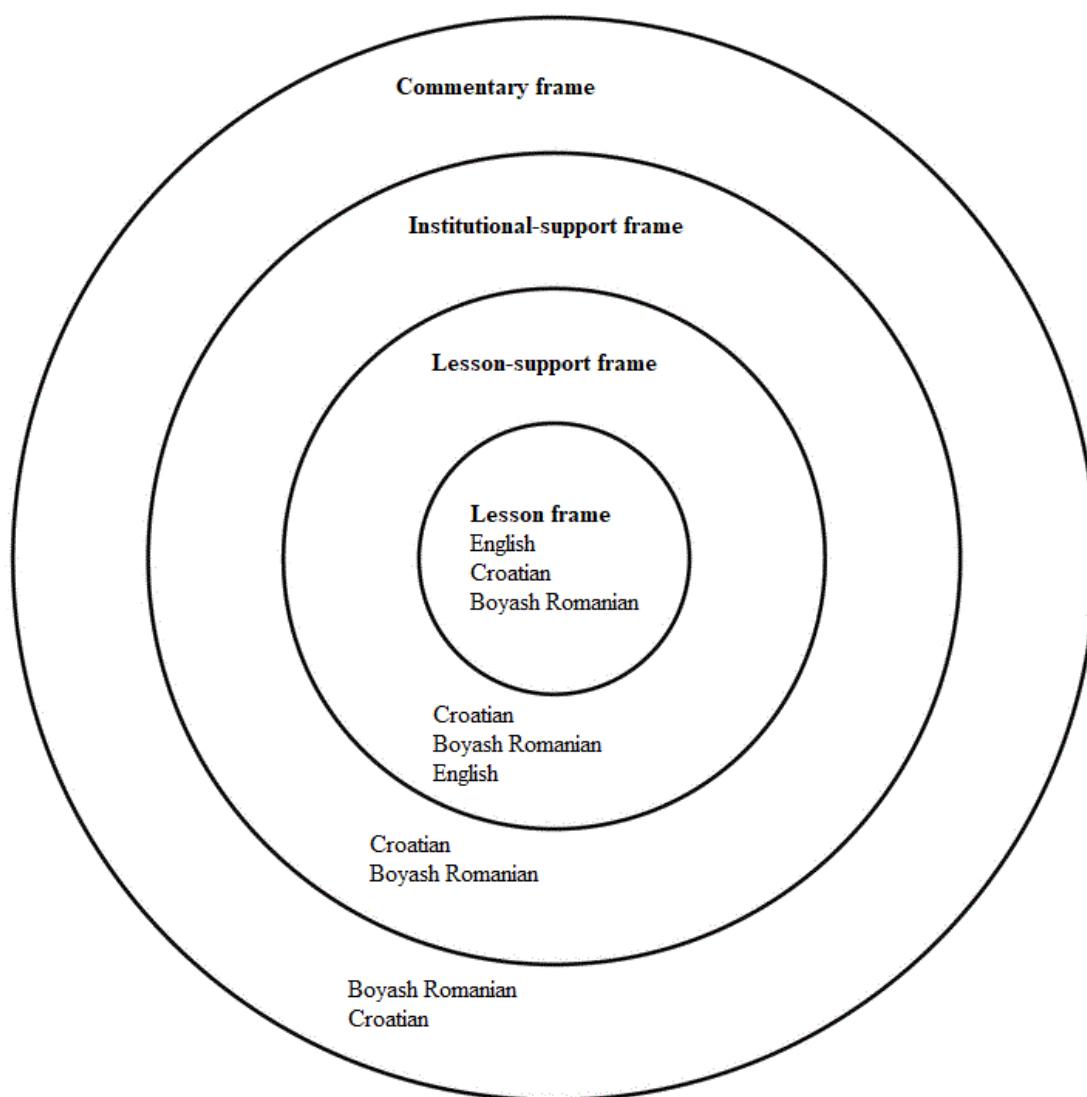 Commentary frame
Institutional-support frame
Lesson-support frame
Lesson frame
English
Croatian
Boyash Romanian
Croatian
Boyash Romanian
English
Croatian
Boyash Romanian
Boyash Romanian
Croatian